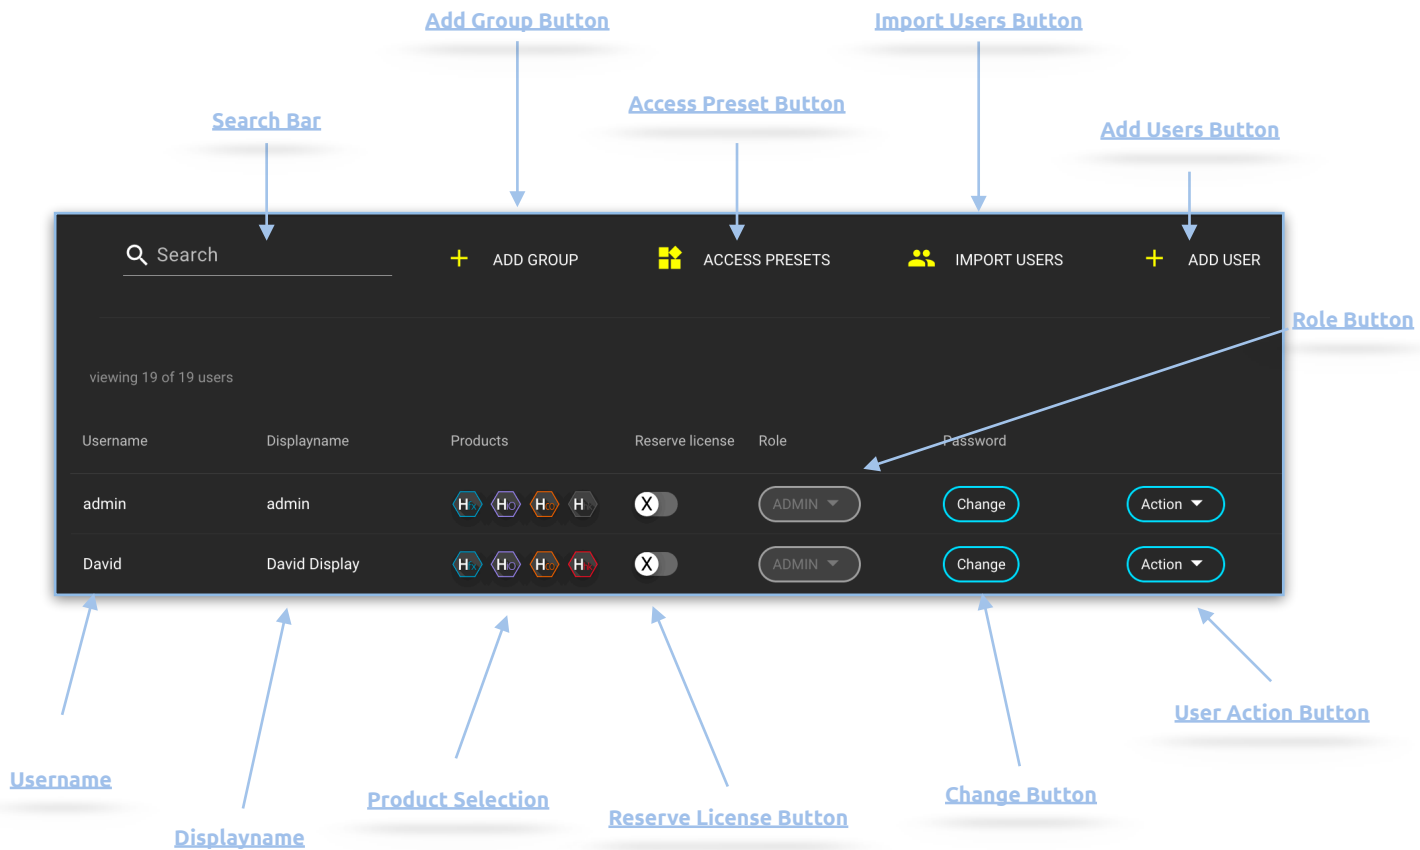 Add Group Button
Import Users Button
Access Preset Button
Search Bar
Add Users Button
Search
ADD GROUP
ACCESS PRESETS
IMPORT USERS
ADD USER
Role Button
viewing 19 of 19 users
Username Displayname Products Reserve license Role Password
admin admin H H H H X ADMIN Change Action
David David Display H H H H X ADMIN Change Action
User Action Button
Username
Product Selection
Change Button
Reserve License Button
Displayname